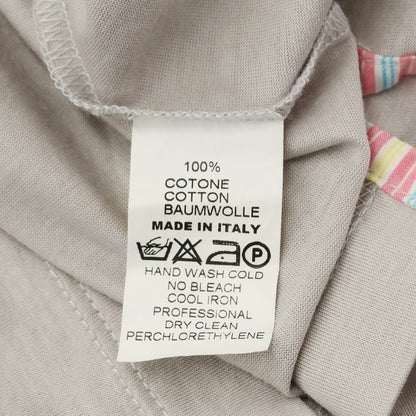 100%
COTONE
COTTON
BAUMWOLLE
MADE IN ITALY
P
HAND WASH COLD
NO BLEACH
COOL IRON
PROFESSIONAL
DRY CLEAN
PERCHLORETHYLENE